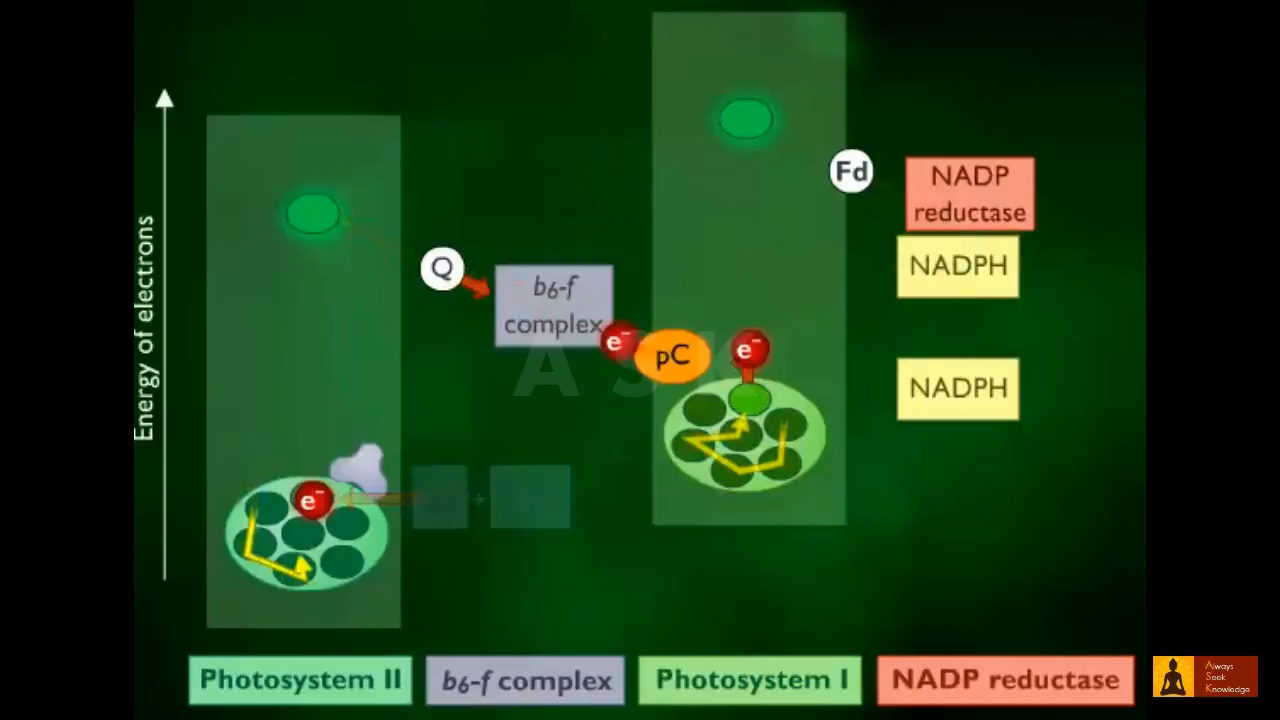 Energy of electrons
Q
b6-f
complex
e⁻
pC
e⁻
Fd
NADP
reductase
NADPH
NADPH
e⁻
+
ASK
Photosystem II
b6-f complex
Photosystem I
NADP reductase
Always
Seek
Knowledge